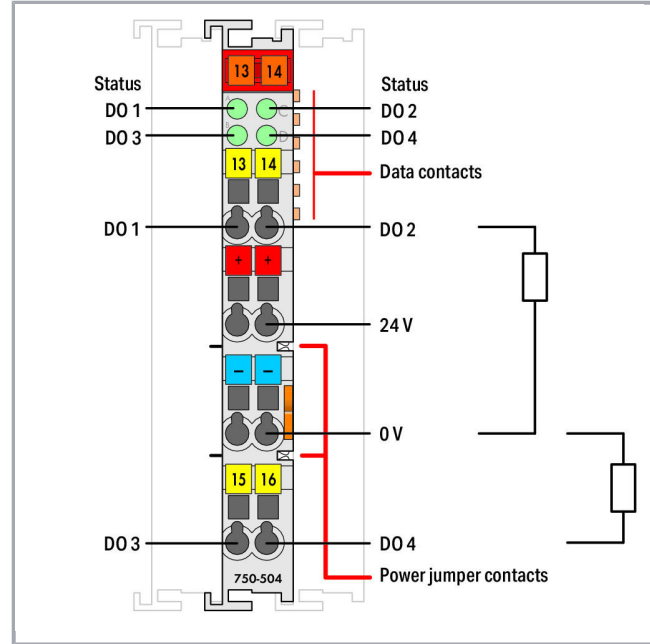 13 14
Status
Status
A
C
DO 1
DO 2
B
D
DO 3
DO 4
13 14
Data contacts
DO 1
DO 2
+ +
24 V
− −
0 V
15 16
DO 3
DO 4
750-504
Power jumper contacts